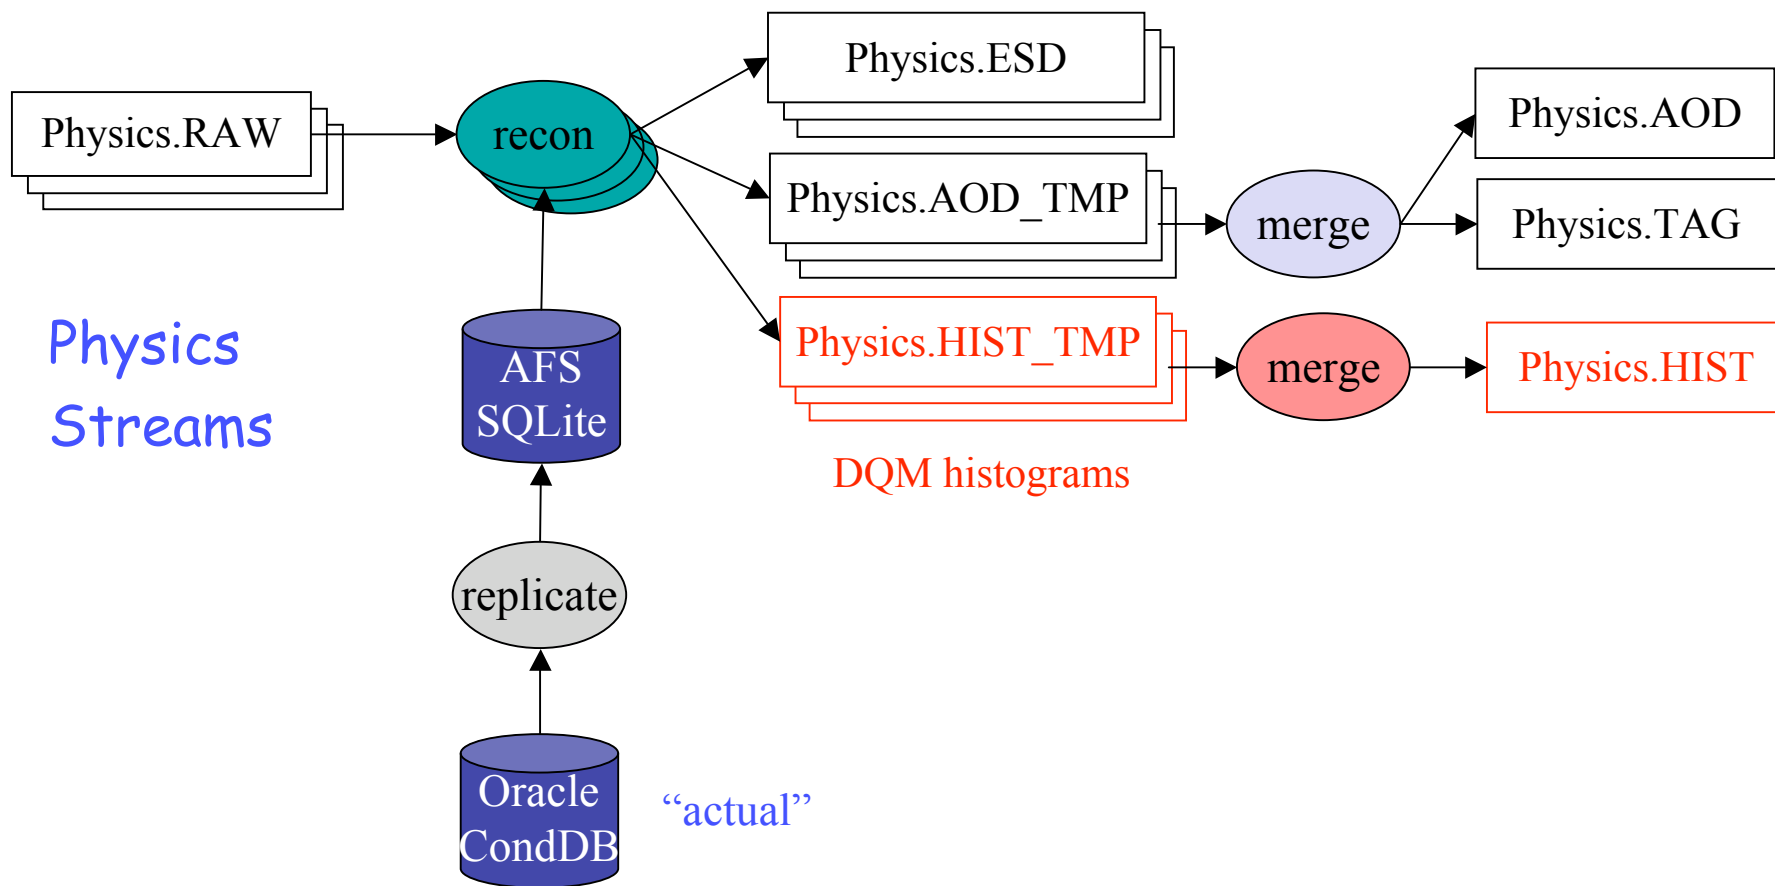 Physics.ESD
Physics.RAW
recon
Physics.AOD
Physics.AOD_TMP
merge
Physics.TAG
Physics
Streams
AFS
SQLite
Physics.HIST_TMP
merge
Physics.HIST
DQM histograms
replicate
Oracle
CondDB
“actual”